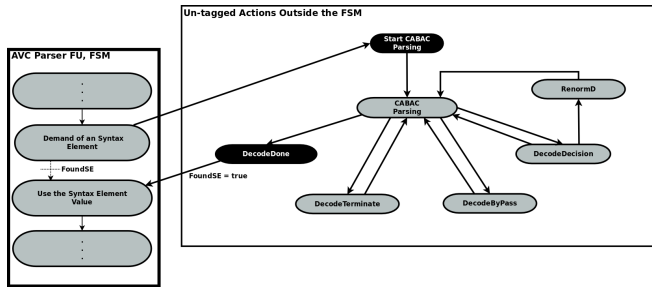 Un-tagged Actions Outside the FSM
Start CABAC
Parsing
AVC Parser FU, FSM
.
.
.
RenormD
CABAC
Parsing
Demand of an Syntax
Element
DecodeDone
DecodeDecision
FoundSE
FoundSE = true
Use the Syntax Element
Value
DecodeTerminate
DecodeByPass
.
.
.